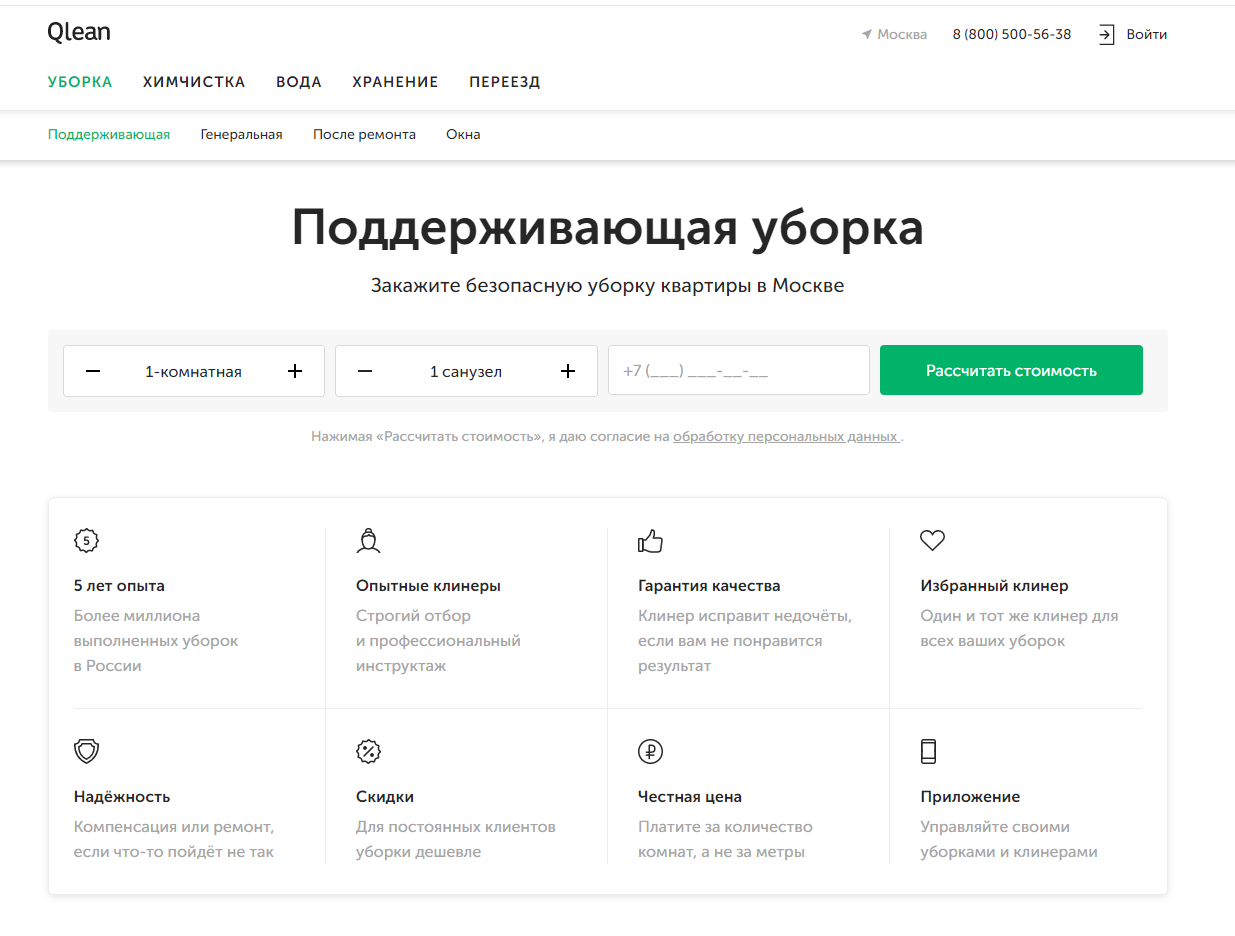 Qlean
Москва
8 (800) 500-56-38
Войти
УБОРКА ХИМЧИСТКА ВОДА ХРАНЕНИЕ ПЕРЕЕЗД
Поддерживающая Генеральная После ремонта Окна
Поддерживающая уборка
Закажите безопасную уборку квартиры в Москве
1-комнатная
1 санузел
+7 (___) ___-__-__
Рассчитать стоимость
Нажимая «Рассчитать стоимость», я даю согласие на обработку персональных данных .
5
5 лет опыта
Более миллиона
выполненных уборок
в России
Опытные клинеры
Строгий отбор
и профессиональный
инструктаж
Гарантия качества
Клинер исправит недочёты,
если вам не понравится
результат
Избранный клинер
Один и тот же клинер для
всех ваших уборок
Надёжность
Компенсация или ремонт,
если что-то пойдёт не так
Скидки
Для постоянных клиентов
уборки дешевле
Честная цена
Платите за количество
комнат, а не за метры
Приложение
Управляйте своими
уборками и клинерами